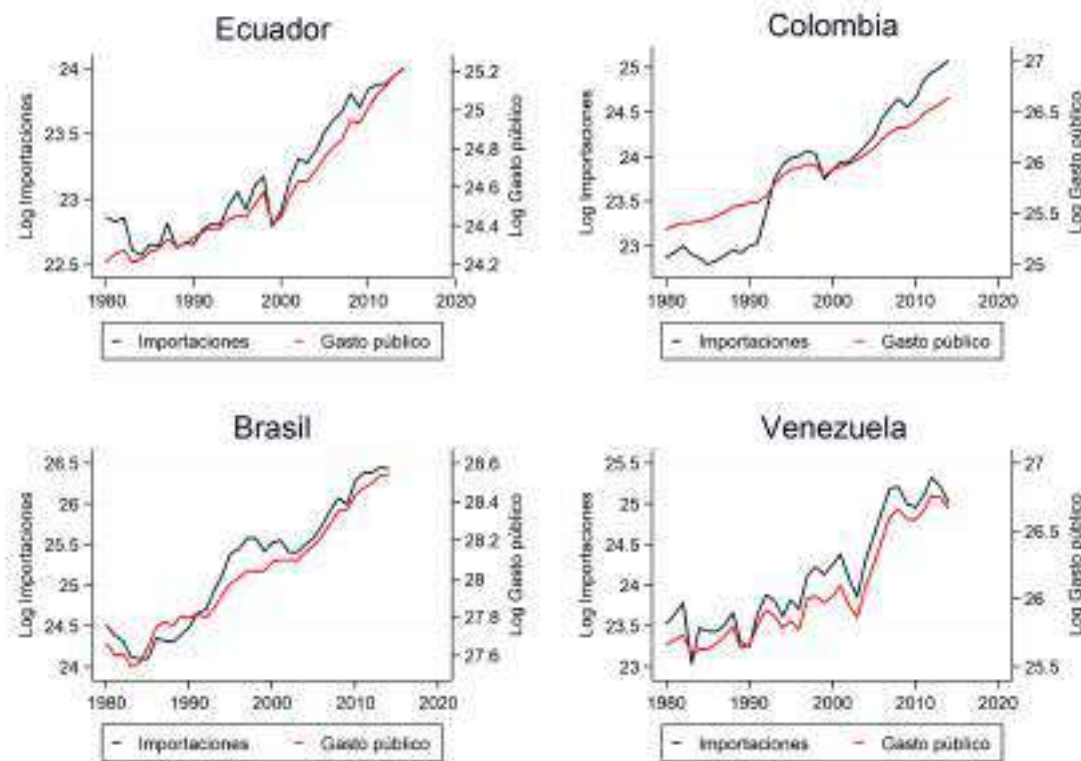 Ecuador
Log Importaciones
24
23.5
23
22.5
25.2
25
24.8
24.6
24.4
24.2
Log Gasto público
1980 1990 2000 2010 2020
Importaciones Gasto público
Colombia
Log Importaciones
25
24.5
24
23.5
23
27
26.5
26
25.5
25
Log Gasto público
1980 1990 2000 2010 2020
Importaciones Gasto público
Brasil
Log Importaciones
26.5
26
25.5
25
24.5
24
28.6
28.4
28.2
28
27.8
27.6
Log Gasto público
1980 1990 2000 2010 2020
Importaciones Gasto público
Venezuela
Log Importaciones
25.5
25
24.5
24
23.5
23
27
26.5
26
25.5
Log Gasto público
1980 1990 2000 2010 2020
Importaciones Gasto público